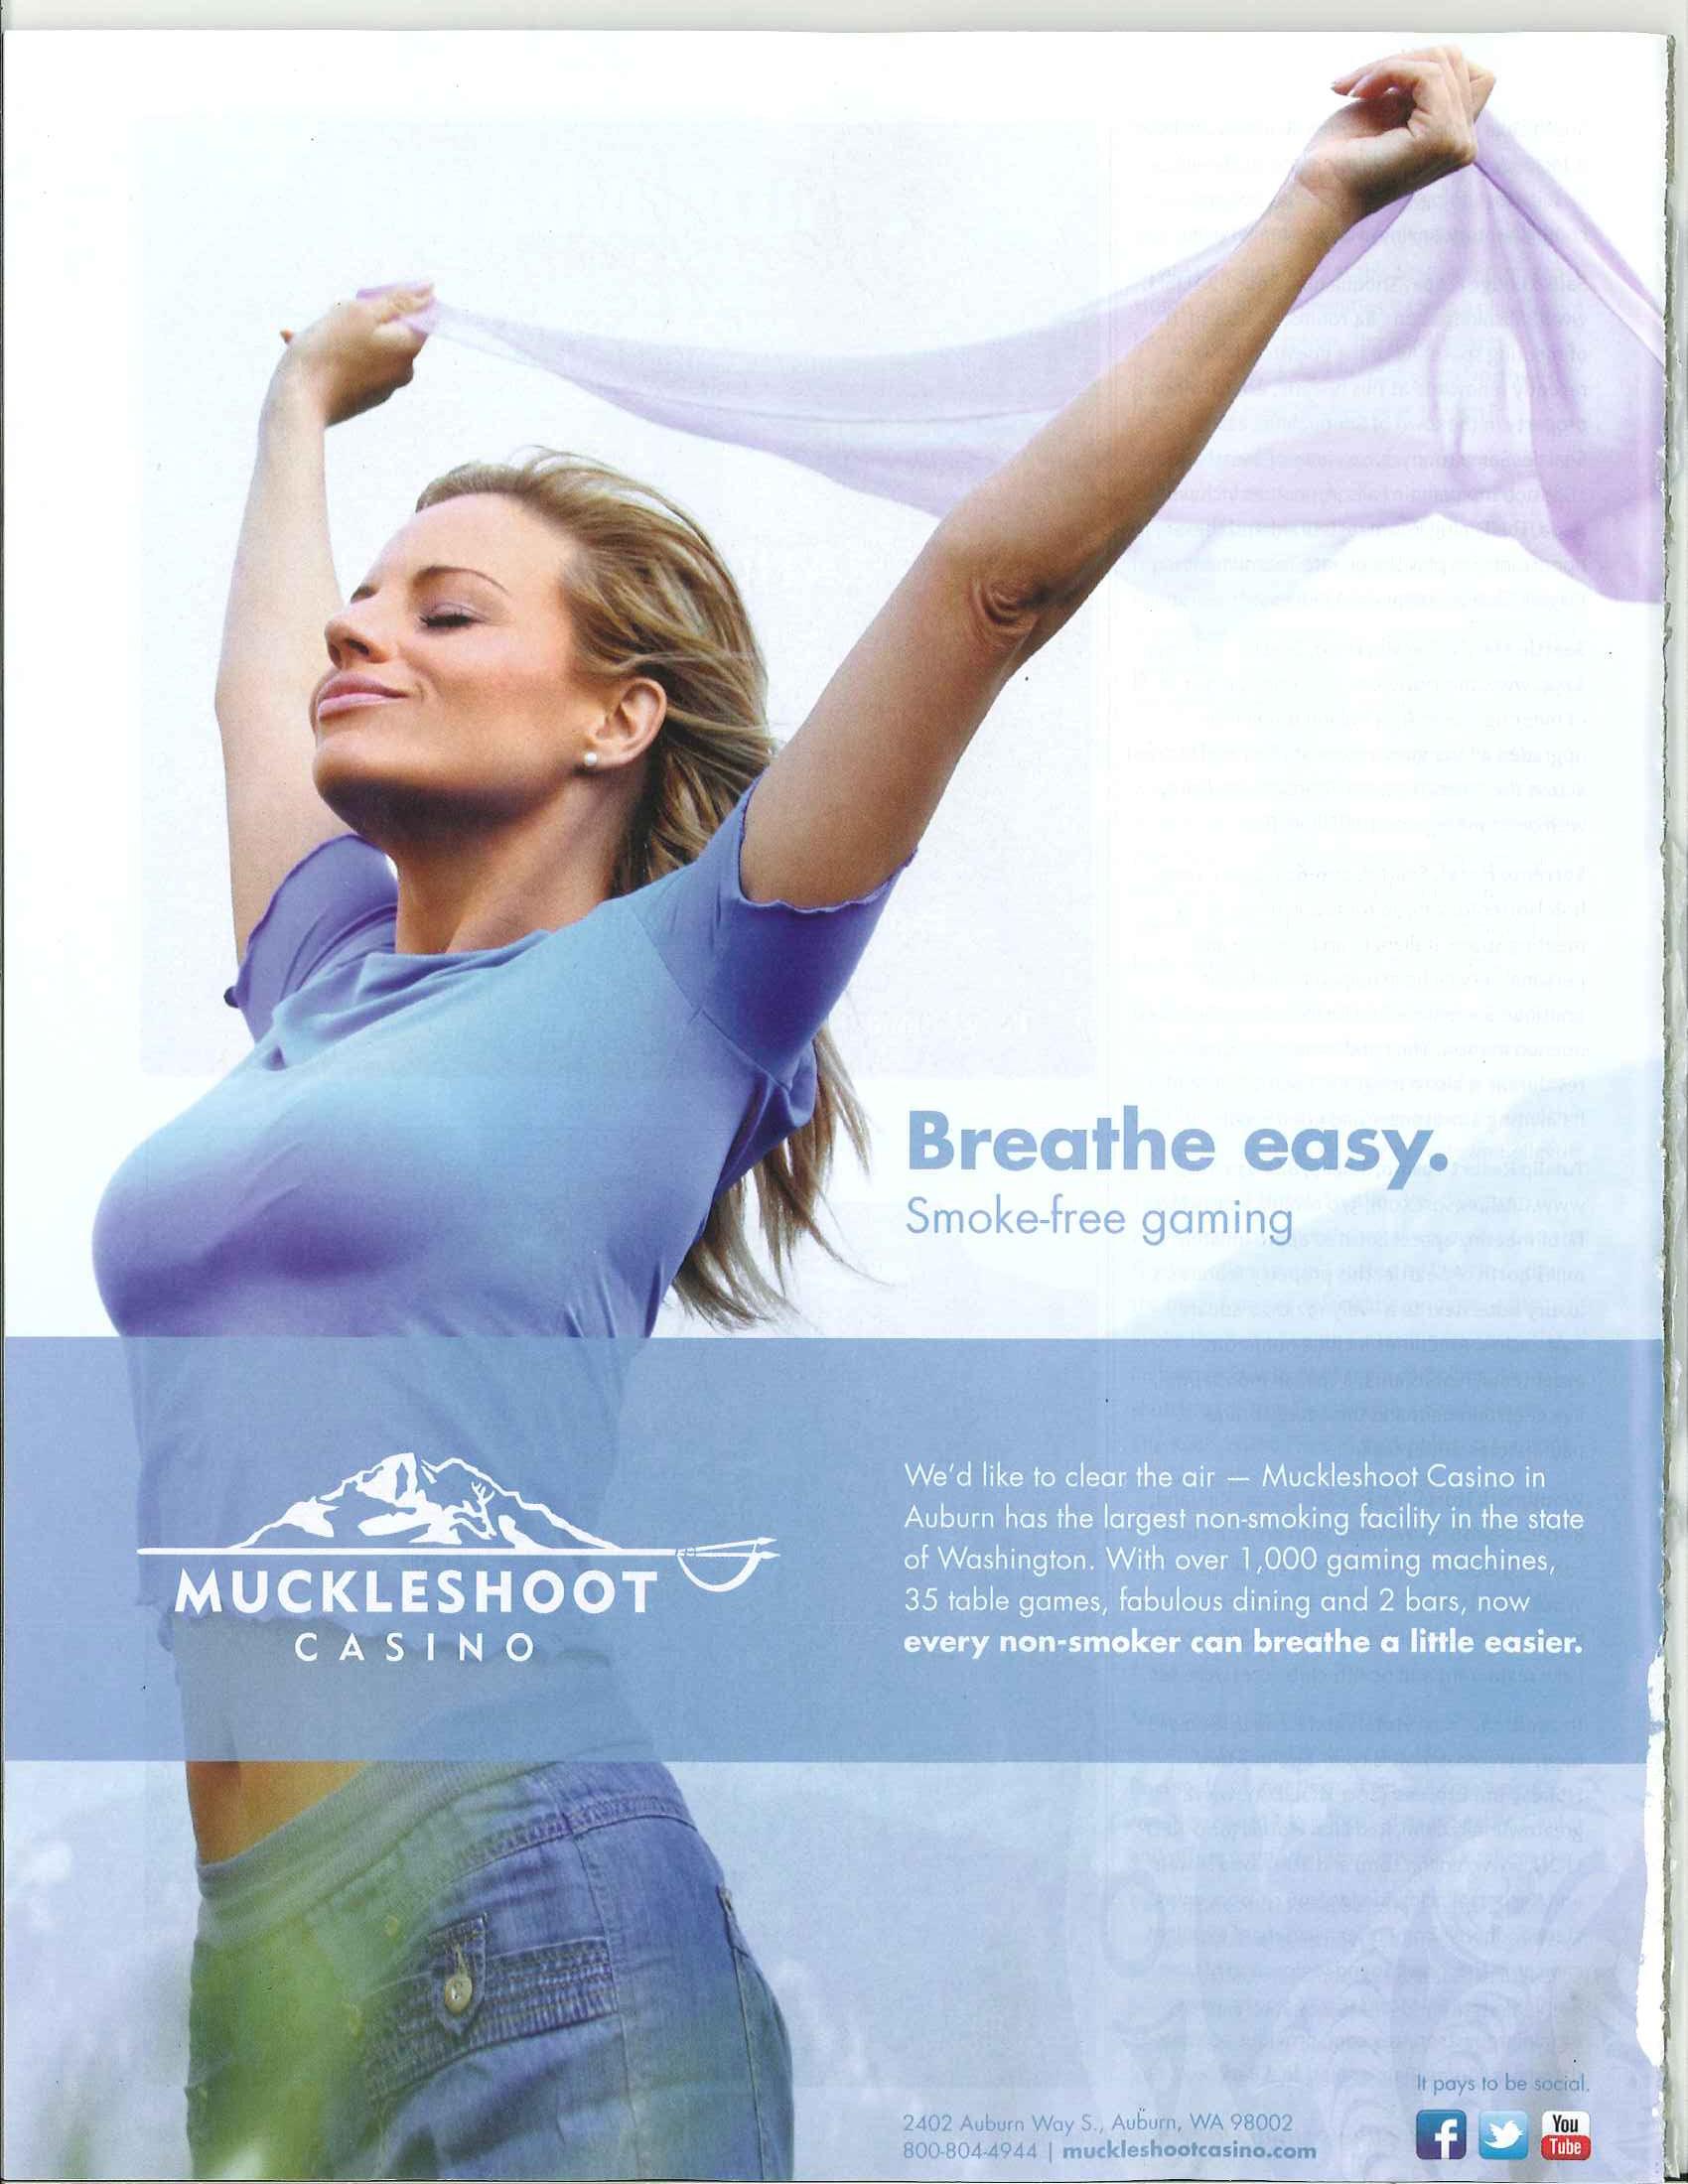 Breathe easy.
Smoke-free gaming
MUCKLESHOOT
CASINO
We'd like to clear the air — Muckleshoot Casino in
Auburn has the largest non-smoking facility in the state
of Washington. With over 1,000 gaming machines,
35 table games, fabulous dining and 2 bars, now
every non-smoker can breathe a little easier.
It pays to be social.
2402 Auburn Way S., Auburn, WA 98002
800-804-4944 | muckleshootcasino.com
f
You
Tube